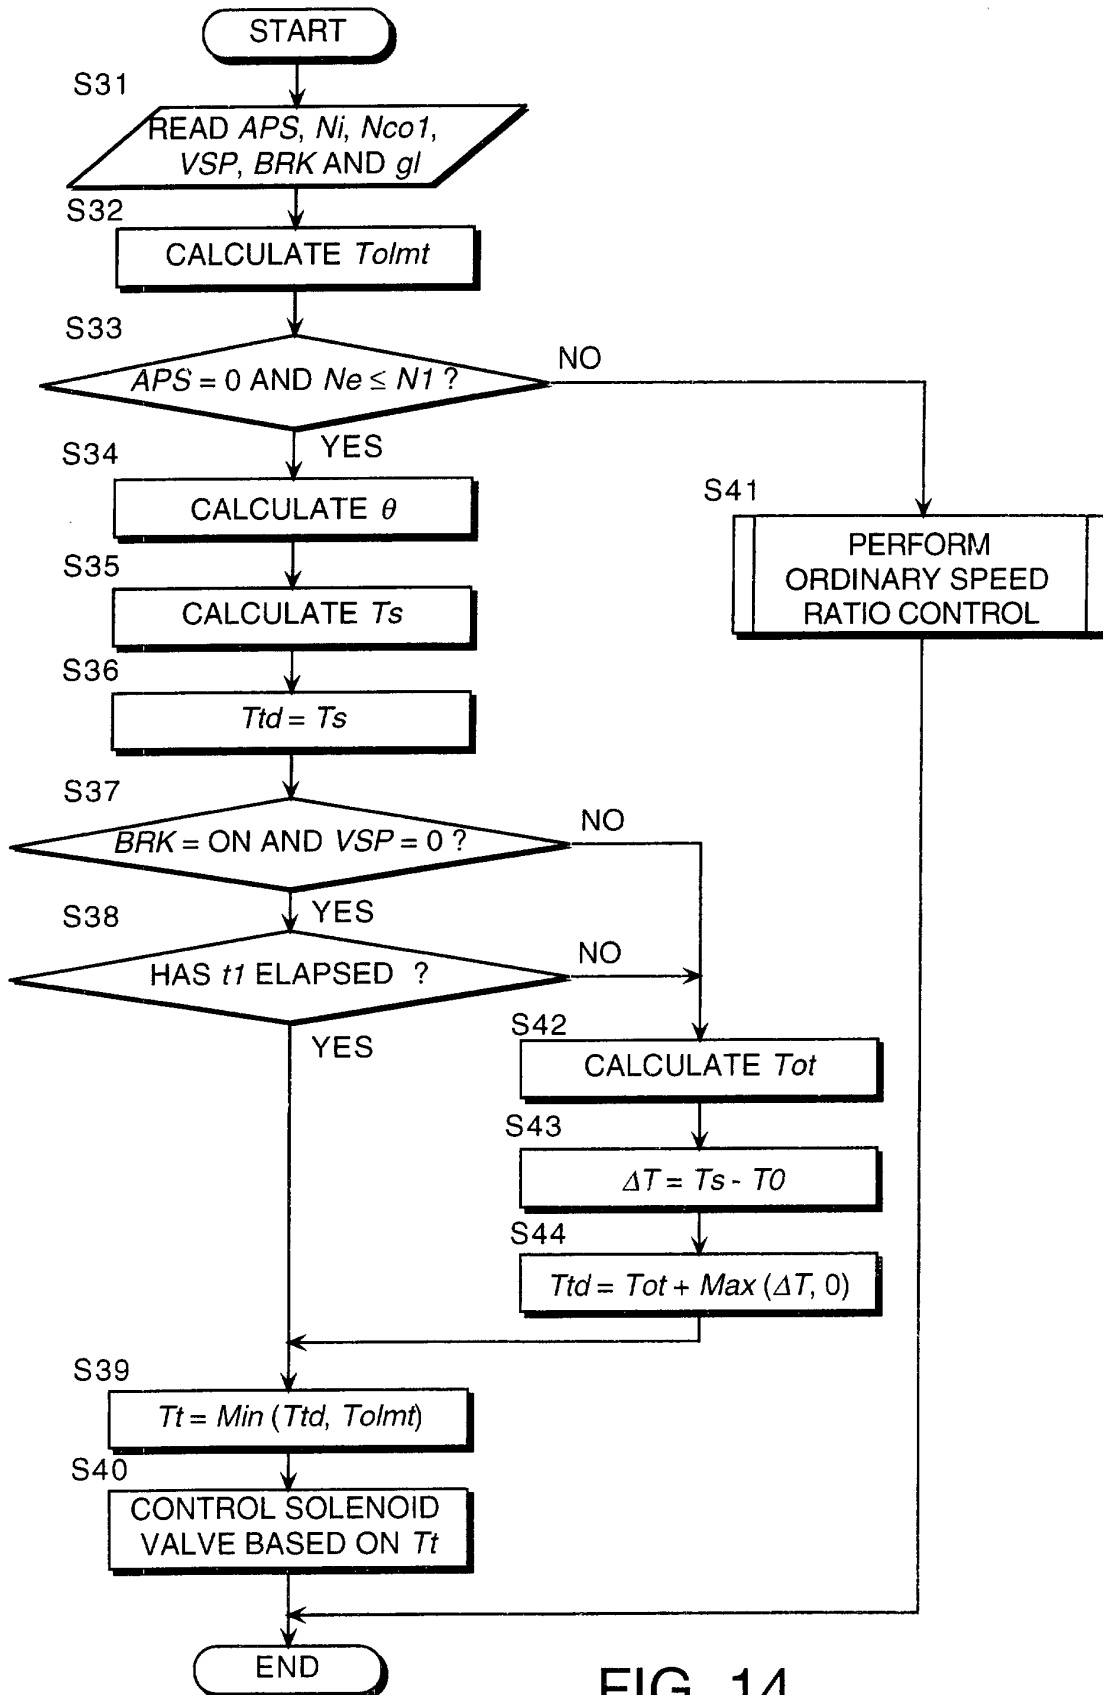 START
S31
READ APS, Ni, Nco1,
VSP, BRK AND gl
S32
CALCULATE Tolmt
S33
APS = 0 AND Ne ≤ N1 ?
NO
YES
S34
CALCULATE θ
S41
PERFORM
ORDINARY SPEED
RATIO CONTROL
S35
CALCULATE Ts
S36
Ttd = Ts
S37
BRK = ON AND VSP = 0 ?
NO
YES
S38
HAS t1 ELAPSED ?
NO
YES
S42
CALCULATE Tot
S43
ΔT = Ts - T0
S44
Ttd = Tot + Max (ΔT, 0)
S39
Tt = Min (Ttd, Tolmt)
S40
CONTROL SOLENOID
VALVE BASED ON Tt
END
FIG. 14